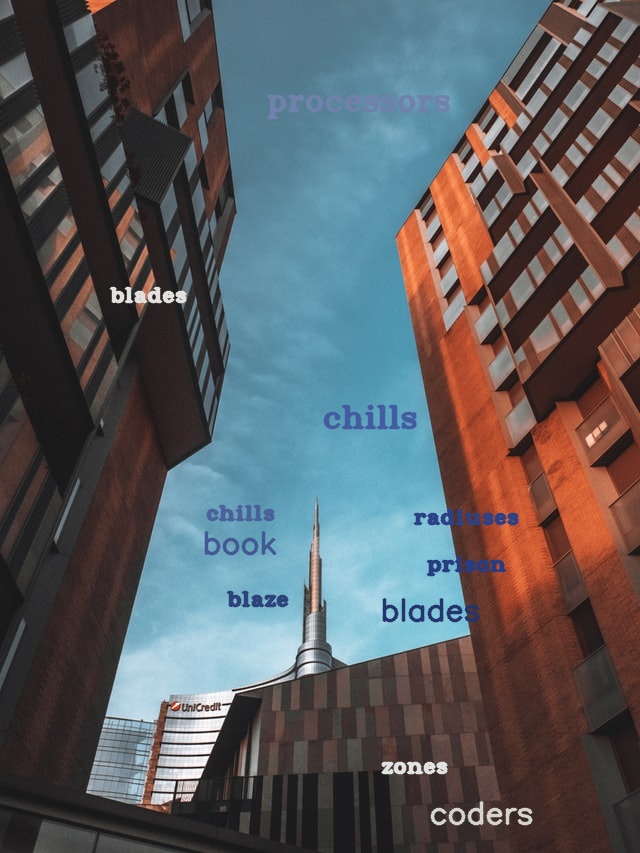 processors
blades
chills
chills
radiuses
book
prison
blaze
blades
UniCredit
zones
coders